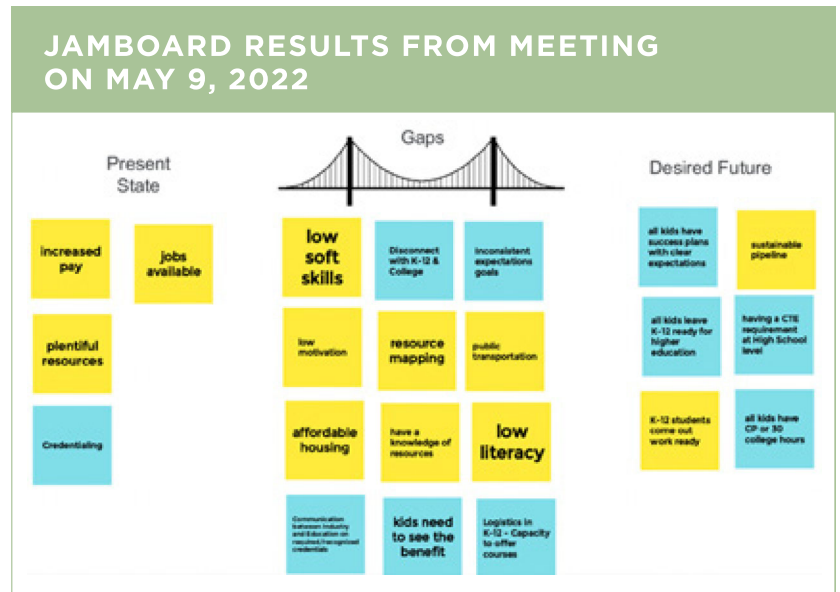 JAMBOARD RESULTS FROM MEETING
ON MAY 9, 2022
Present
State
increased
pay
jobs
available
plentiful
resources
Credentialing
Gaps
low
soft
skills
Disconnect
with K-12 &
College
Inconsistent
expectations
goals
low
motivation
resource
mapping
public
transportation
affordable
housing
have a
knowledge of
resources
low
literacy
Communication
between Industry
and Education on
required/recognized
credentials
kids need
to see the
benefit
Logistics in
K-12 - Capacity
to offer
courses
Desired Future
all kids have
success plans
with clear
expectations
sustainable
pipeline
all kids leave
K-12 ready for
higher
education
having a CTE
requirement
at High School
level
K-12 students
come out
work ready
all kids have
CP or 30
college hours